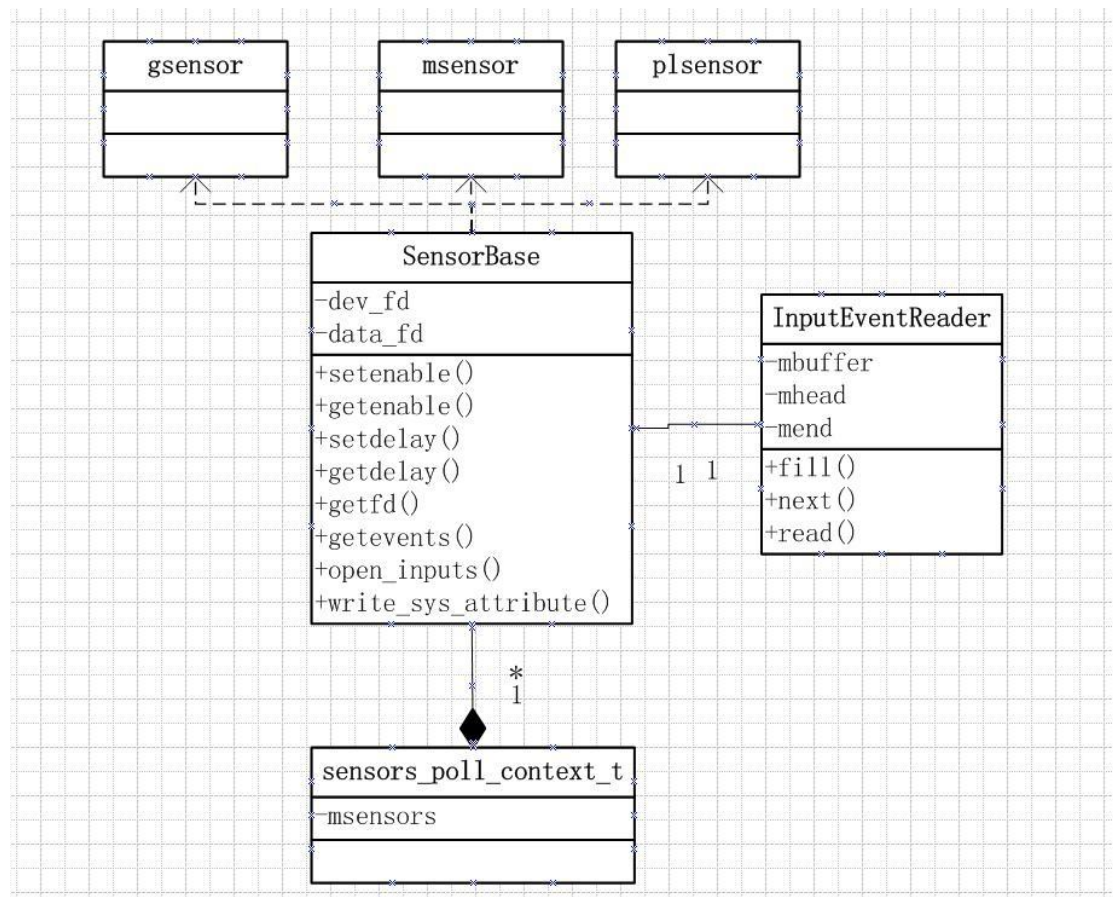 gsensor
msensor
plsensor
SensorBase
-dev_fd
-data_fd
+setenable()
+getenable()
+setdelay()
+getdelay()
+getfd()
+getevents()
+open_inputs()
+write_sys_attribute()
InputEventReader
-mbuffer
-mhead
-mend
+fill()
+next()
+read()
1 1
*
1
sensors_poll_context_t
-msensors